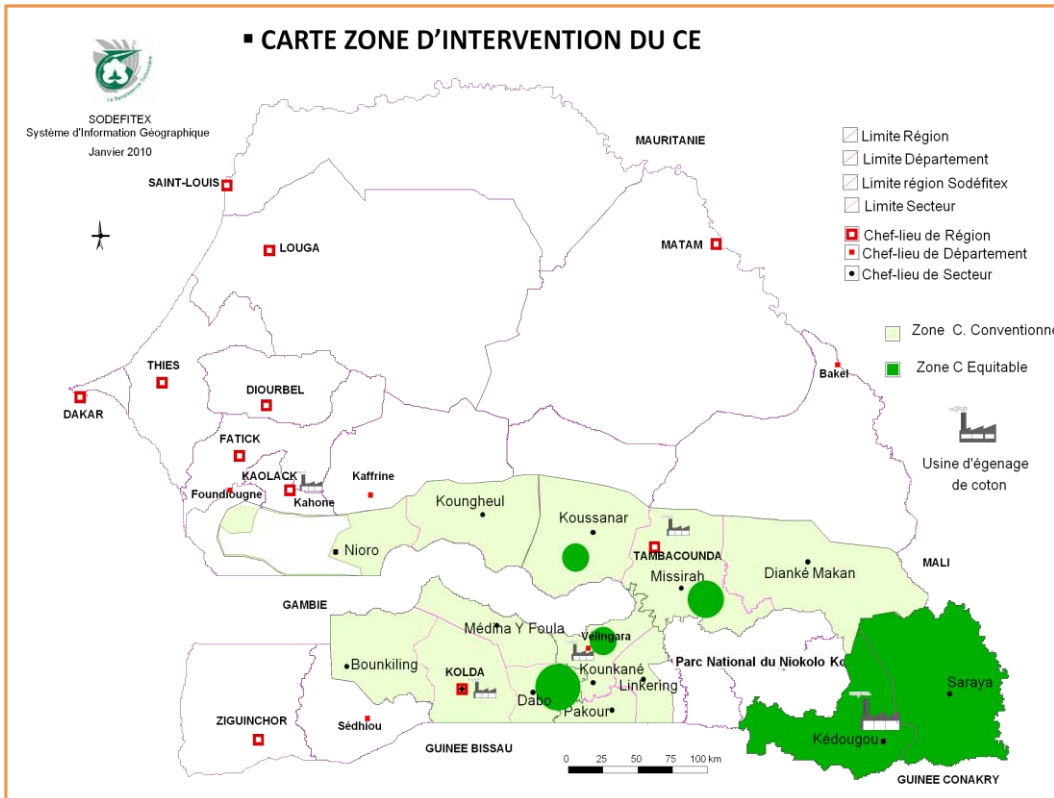 ▪ CARTE ZONE D'INTERVENTION DU CE
La Renaissance Cotonnière
SODEFITEX
Système d'Information Géographique
Janvier 2010
MAURITANIE
Limite Région
Limite Département
Limite région Sodéfitex
Limite Secteur
Chef-lieu de Région
Chef-lieu de Département
Chef-lieu de Secteur
Zone C. Conventionne
Zone C Equitable
Usine d'égenage
de coton
SAINT-LOUIS
LOUGA
MATAM
THIES
DAKAR
DIOURBEL
Bakel
FATICK
KAOLACK
Foundiougne
Kahone
Kaffrine
Koungheul
Koussanar
Nioro
TAMBACOUNDA
Missirah
Dianké Makan
MALI
GAMBIE
Médina Y Foula
Vélingara
Bounkiling
KOLDA
Kounkané
Linkering
Dabo
Pakour
Parc National du Niokolo Ko
Saraya
Kédougou
ZIGUINCHOR
Sédhiou
GUINEE BISSAU
0 25 50 75 100 km
GUINEE CONAKRY